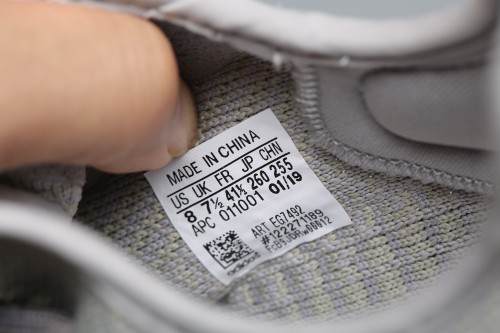 MADE IN CHINA
US UK FR JP CHN
8 7½ 41⅓ 260 255
APC 011001 01/19
ART EG7492
#122271189